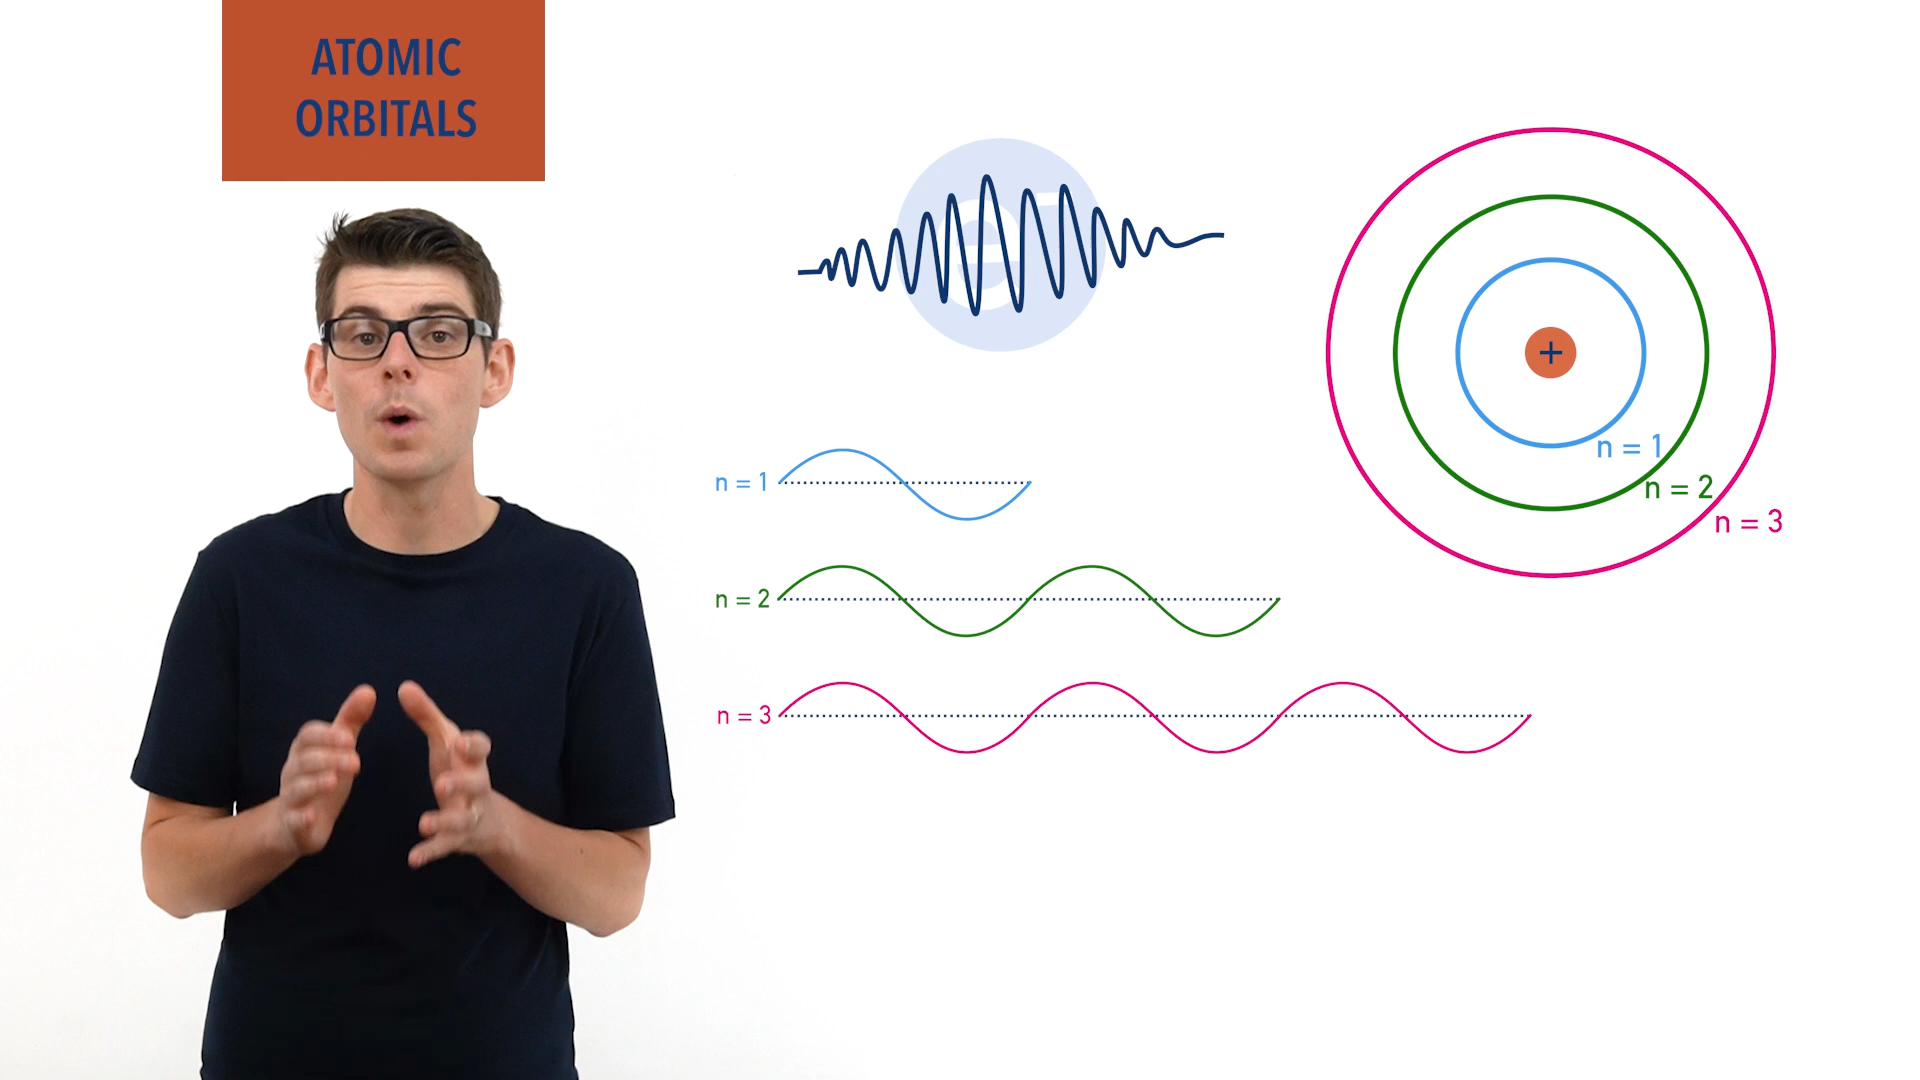 ATOMIC
ORBITALS
e⁻
+
n = 1
n = 2
n = 3
n = 1
n = 2
n = 3